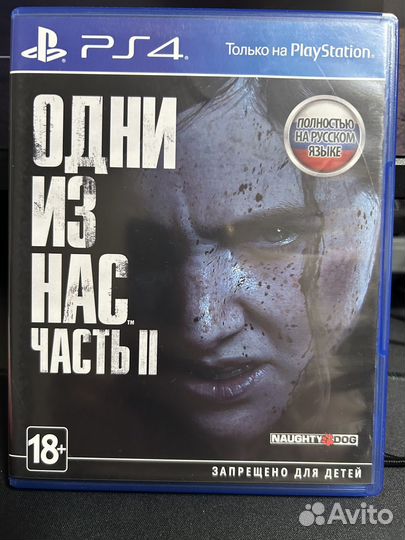 PS4
Только на PlayStation
ОДНИ
ИЗ
НАС™
ЧАСТЬ II
ПОЛНОСТЬЮ
НА РУССКОМ
ЯЗЫКЕ
NAUGHTY DOG
18+
ЗАПРЕЩЕНО ДЛЯ ДЕТЕЙ
Avito